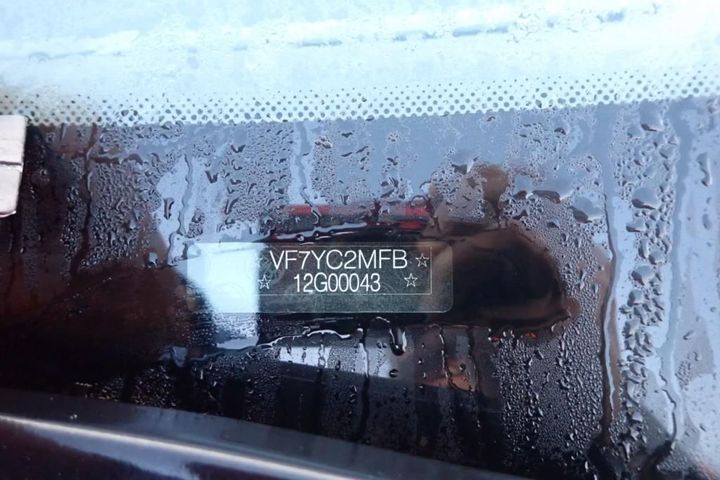 ☆ VF7YC2MFB ☆
☆ 12G00043 ☆